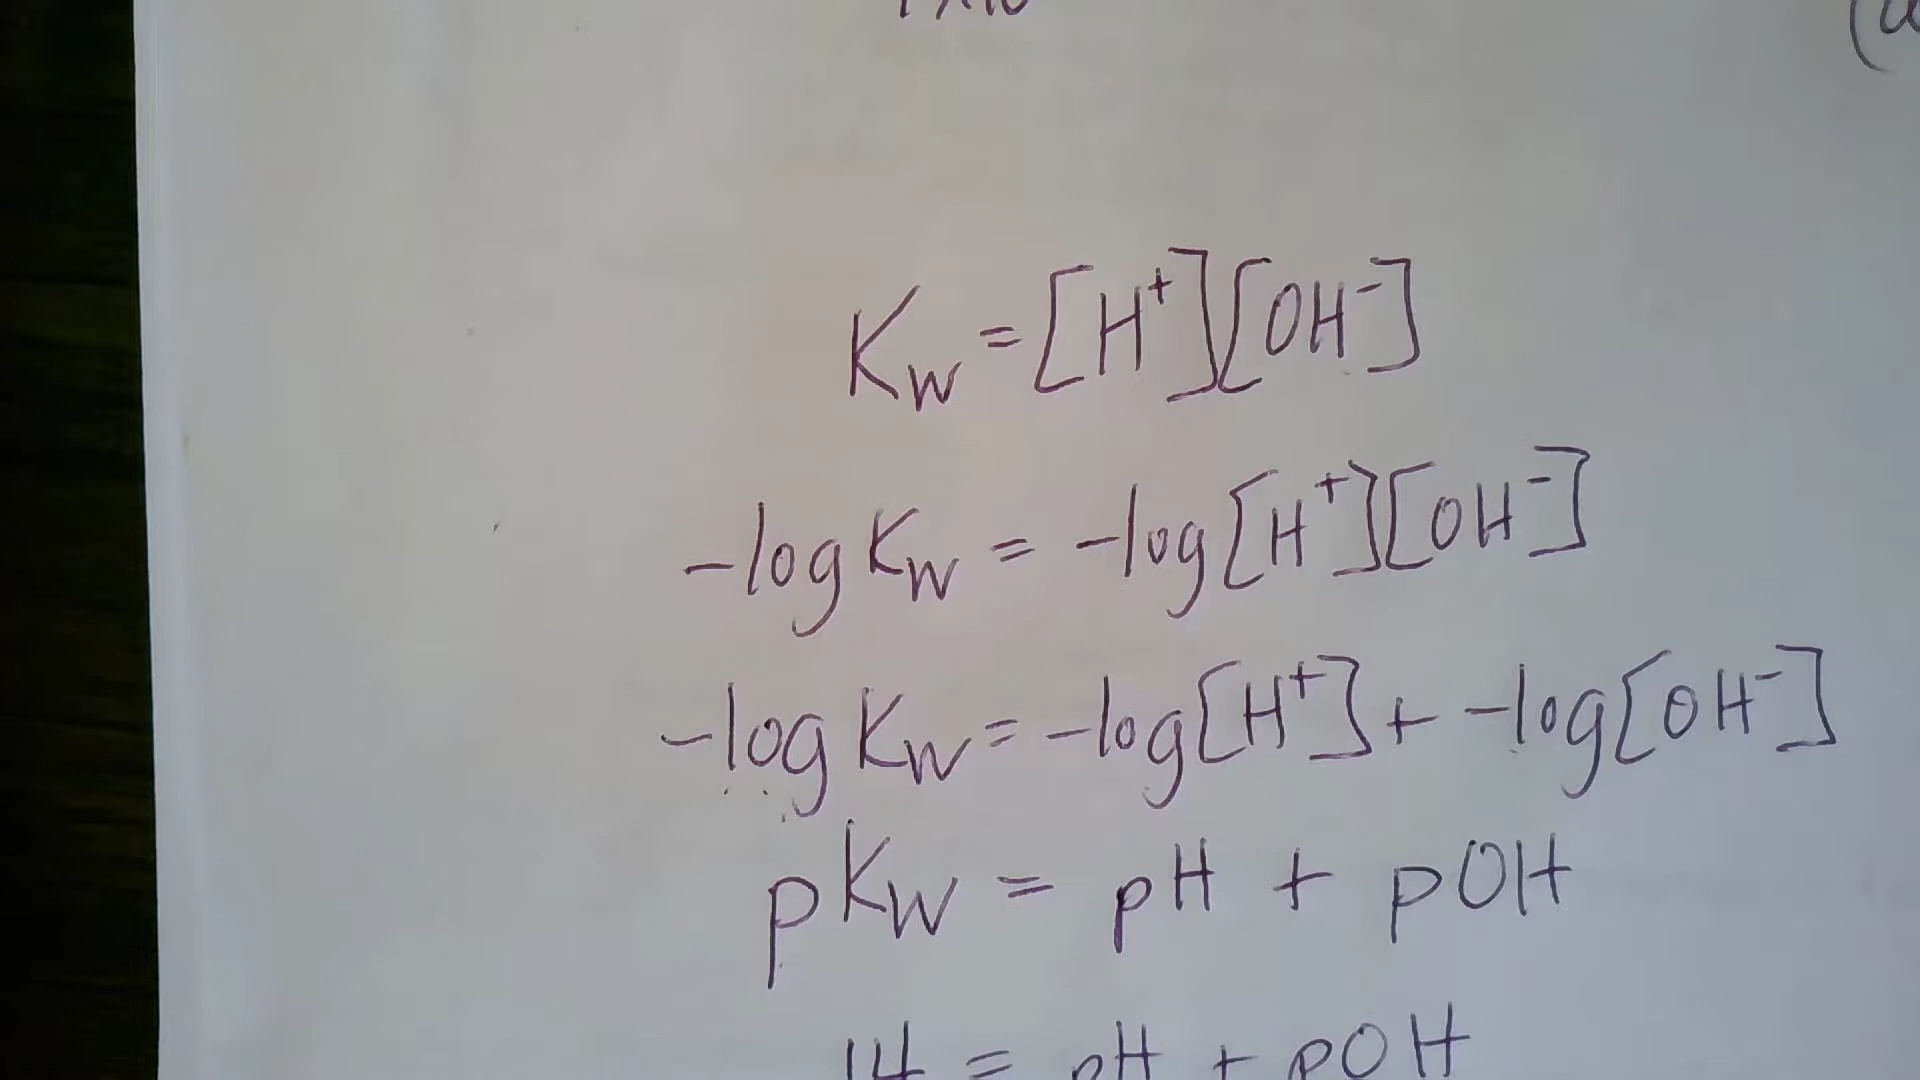 Kw = [H⁺][OH⁻]
-log Kw = -log[H⁺][OH⁻]
-log Kw = -log[H⁺] + -log[OH⁻]
pKw = pH + pOH
14 = pH + pOH